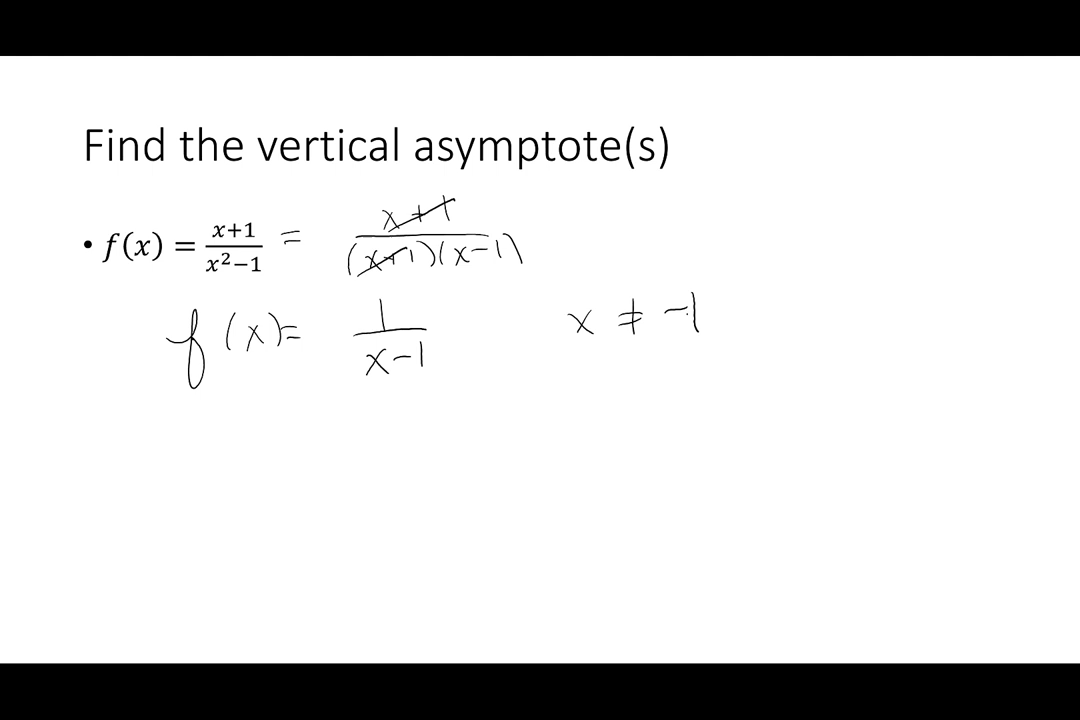 Find the vertical asymptote(s)
• f(x) = x+1 / x²−1 = x+1 / (x+1)(x−1)
f(x) = 1 / x−1    x ≠ −1